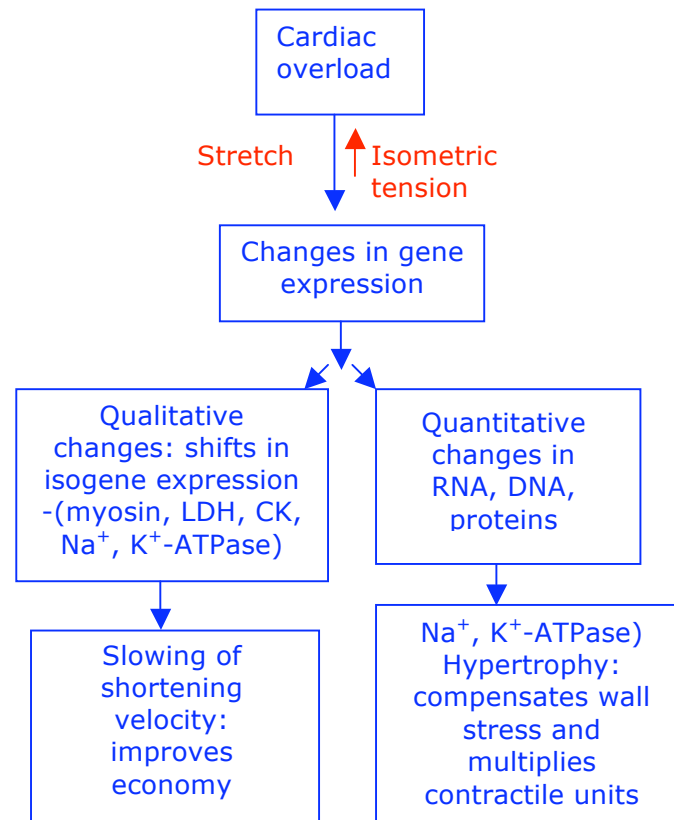 Cardiac
overload
Stretch
Isometric
tension
Changes in gene
expression
Qualitative
changes: shifts in
isogene expression
-(myosin, LDH, CK,
Na⁺, K⁺-ATPase)
Quantitative
changes in
RNA, DNA,
proteins
Slowing of
shortening
velocity:
improves
economy
Na⁺, K⁺-ATPase)
Hypertrophy:
compensates wall
stress and
multiplies
contractile units